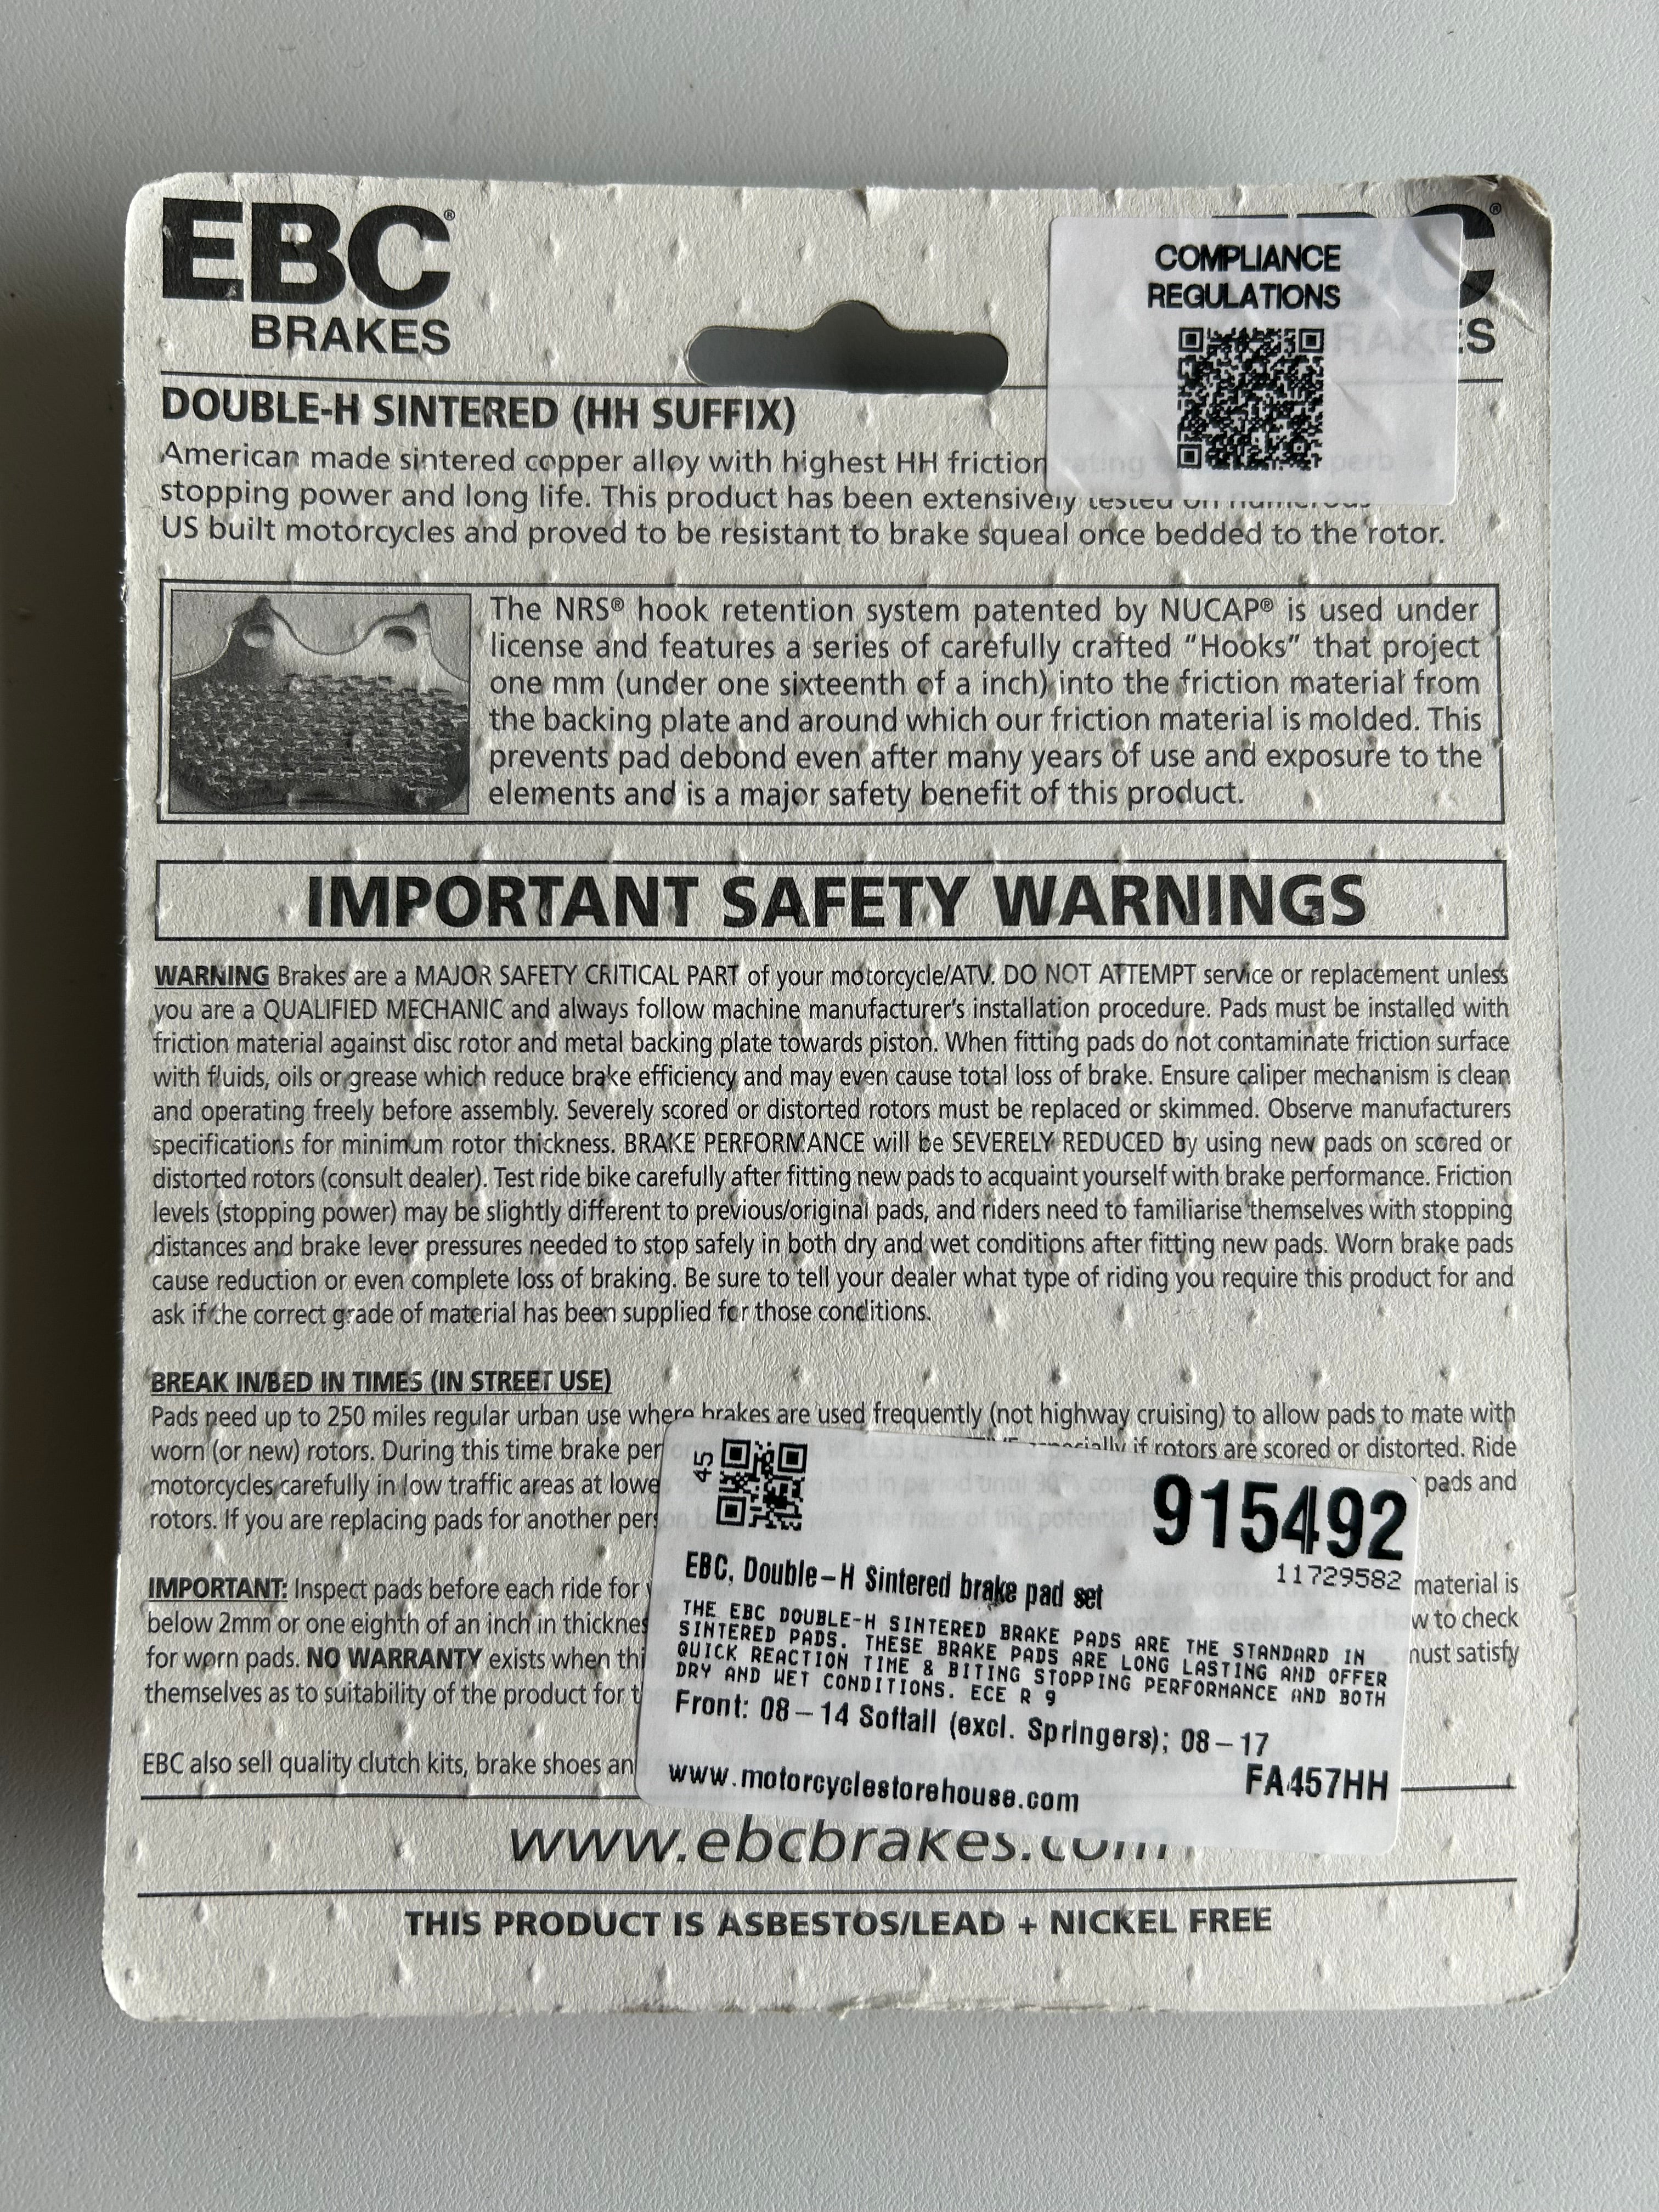 EBC®
BRAKES
COMPLIANCE
REGULATIONS
C®
BRAKES
DOUBLE-H SINTERED (HH SUFFIX)
American made sintered copper alloy with highest HH friction rating
stopping power and long life. This product has been extensively tested on numerous
US built motorcycles and proved to be resistant to brake squeal once bedded to the rotor.
The NRS® hook retention system patented by NUCAP® is used under
license and features a series of carefully crafted “Hooks” that project
one mm (under one sixteenth of a inch) into the friction material from
the backing plate and around which our friction material is molded. This
prevents pad debond even after many years of use and exposure to the
elements and is a major safety benefit of this product.
IMPORTANT SAFETY WARNINGS
WARNING Brakes are a MAJOR SAFETY CRITICAL PART of your motorcycle/ATV. DO NOT ATTEMPT service or replacement unless
you are a QUALIFIED MECHANIC and always follow machine manufacturer's installation procedure. Pads must be installed with
friction material against disc rotor and metal backing plate towards piston. When fitting pads do not contaminate friction surface
with fluids, oils or grease which reduce brake efficiency and may even cause total loss of brake. Ensure caliper mechanism is clean
and operating freely before assembly. Severely scored or distorted rotors must be replaced or skimmed. Observe manufacturers
specifications for minimum rotor thickness. BRAKE PERFORMANCE will be SEVERELY REDUCED by using new pads on scored or
distorted rotors (consult dealer). Test ride bike carefully after fitting new pads to acquaint yourself with brake performance. Friction
levels (stopping power) may be slightly different to previous/original pads, and riders need to familiarise themselves with stopping
distances and brake lever pressures needed to stop safely in both dry and wet conditions after fitting new pads. Worn brake pads
cause reduction or even complete loss of braking. Be sure to tell your dealer what type of riding you require this product for and
ask if the correct grade of material has been supplied for those conditions.
BREAK IN/BED IN TIMES (IN STREET USE)
Pads need up to 250 miles regular urban use where brakes are used frequently (not highway cruising) to allow pads to mate with
worn (or new) rotors. During this time brake especially if rotors are scored or distorted. Ride
motorcycles carefully in low traffic areas at bed in period until 90% pads and
rotors. If you are replacing pads for another of this potential
IMPORTANT: Inspect pads before each ride for material is
below 2mm or one eighth of an inch in to check
for worn pads. NO WARRANTY exists when must satisfy
themselves as to suitability of the product for
EBC also sell quality clutch kits, brake shoes
45
915492
11729582
EBC, Double-H Sintered brake pad set
THE EBC DOUBLE-H SINTERED BRAKE PADS ARE THE STANDARD IN
SINTERED PADS. THESE BRAKE PADS ARE LONG LASTING AND OFFER
QUICK REACTION TIME & BITING STOPPING PERFORMANCE AND BOTH
DRY AND WET CONDITIONS. ECE R 9
Front: 08-14 Softail (excl. Springers); 08-17
www.motorcyclestorehouse.com
FA457HH
www.ebcbrakes.com
THIS PRODUCT IS ASBESTOS/LEAD + NICKEL FREE